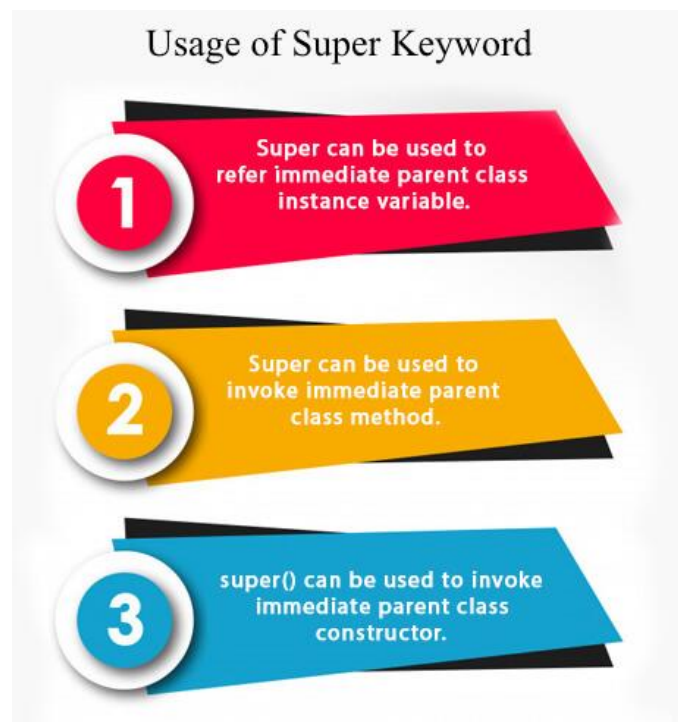 Usage of Super Keyword
1
Super can be used to
refer immediate parent class
instance variable.
2
Super can be used to
invoke immediate parent
class method.
3
super() can be used to invoke
immediate parent class
constructor.